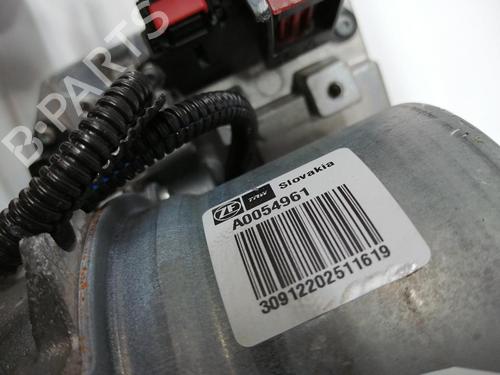 B-PARTS
ZF TRW Slovakia
A0054961
30912202511619